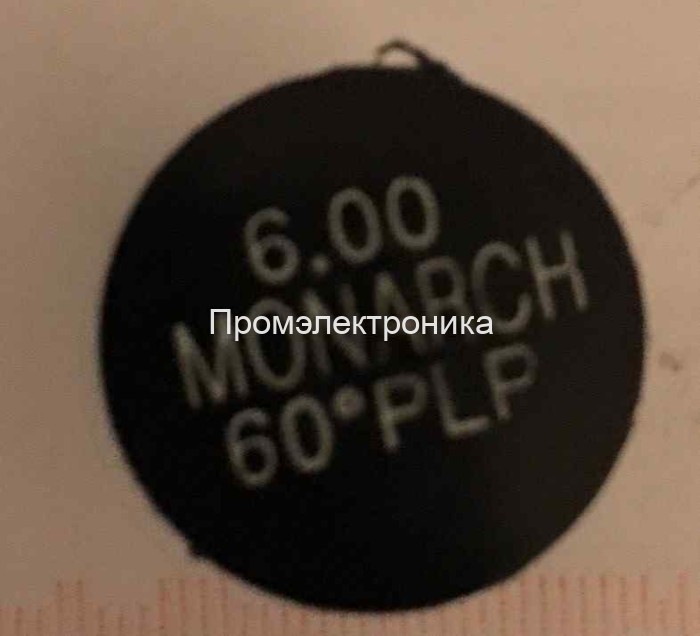 6.00
MONARCH
Промэлектроника
60° PLP